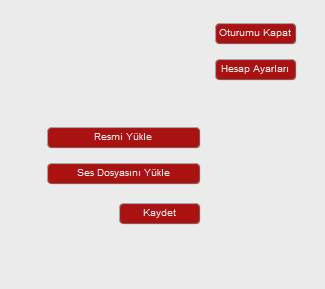 Oturumu Kapat
Hesap Ayarları
Resmi Yükle
Ses Dosyasını Yükle
Kaydet